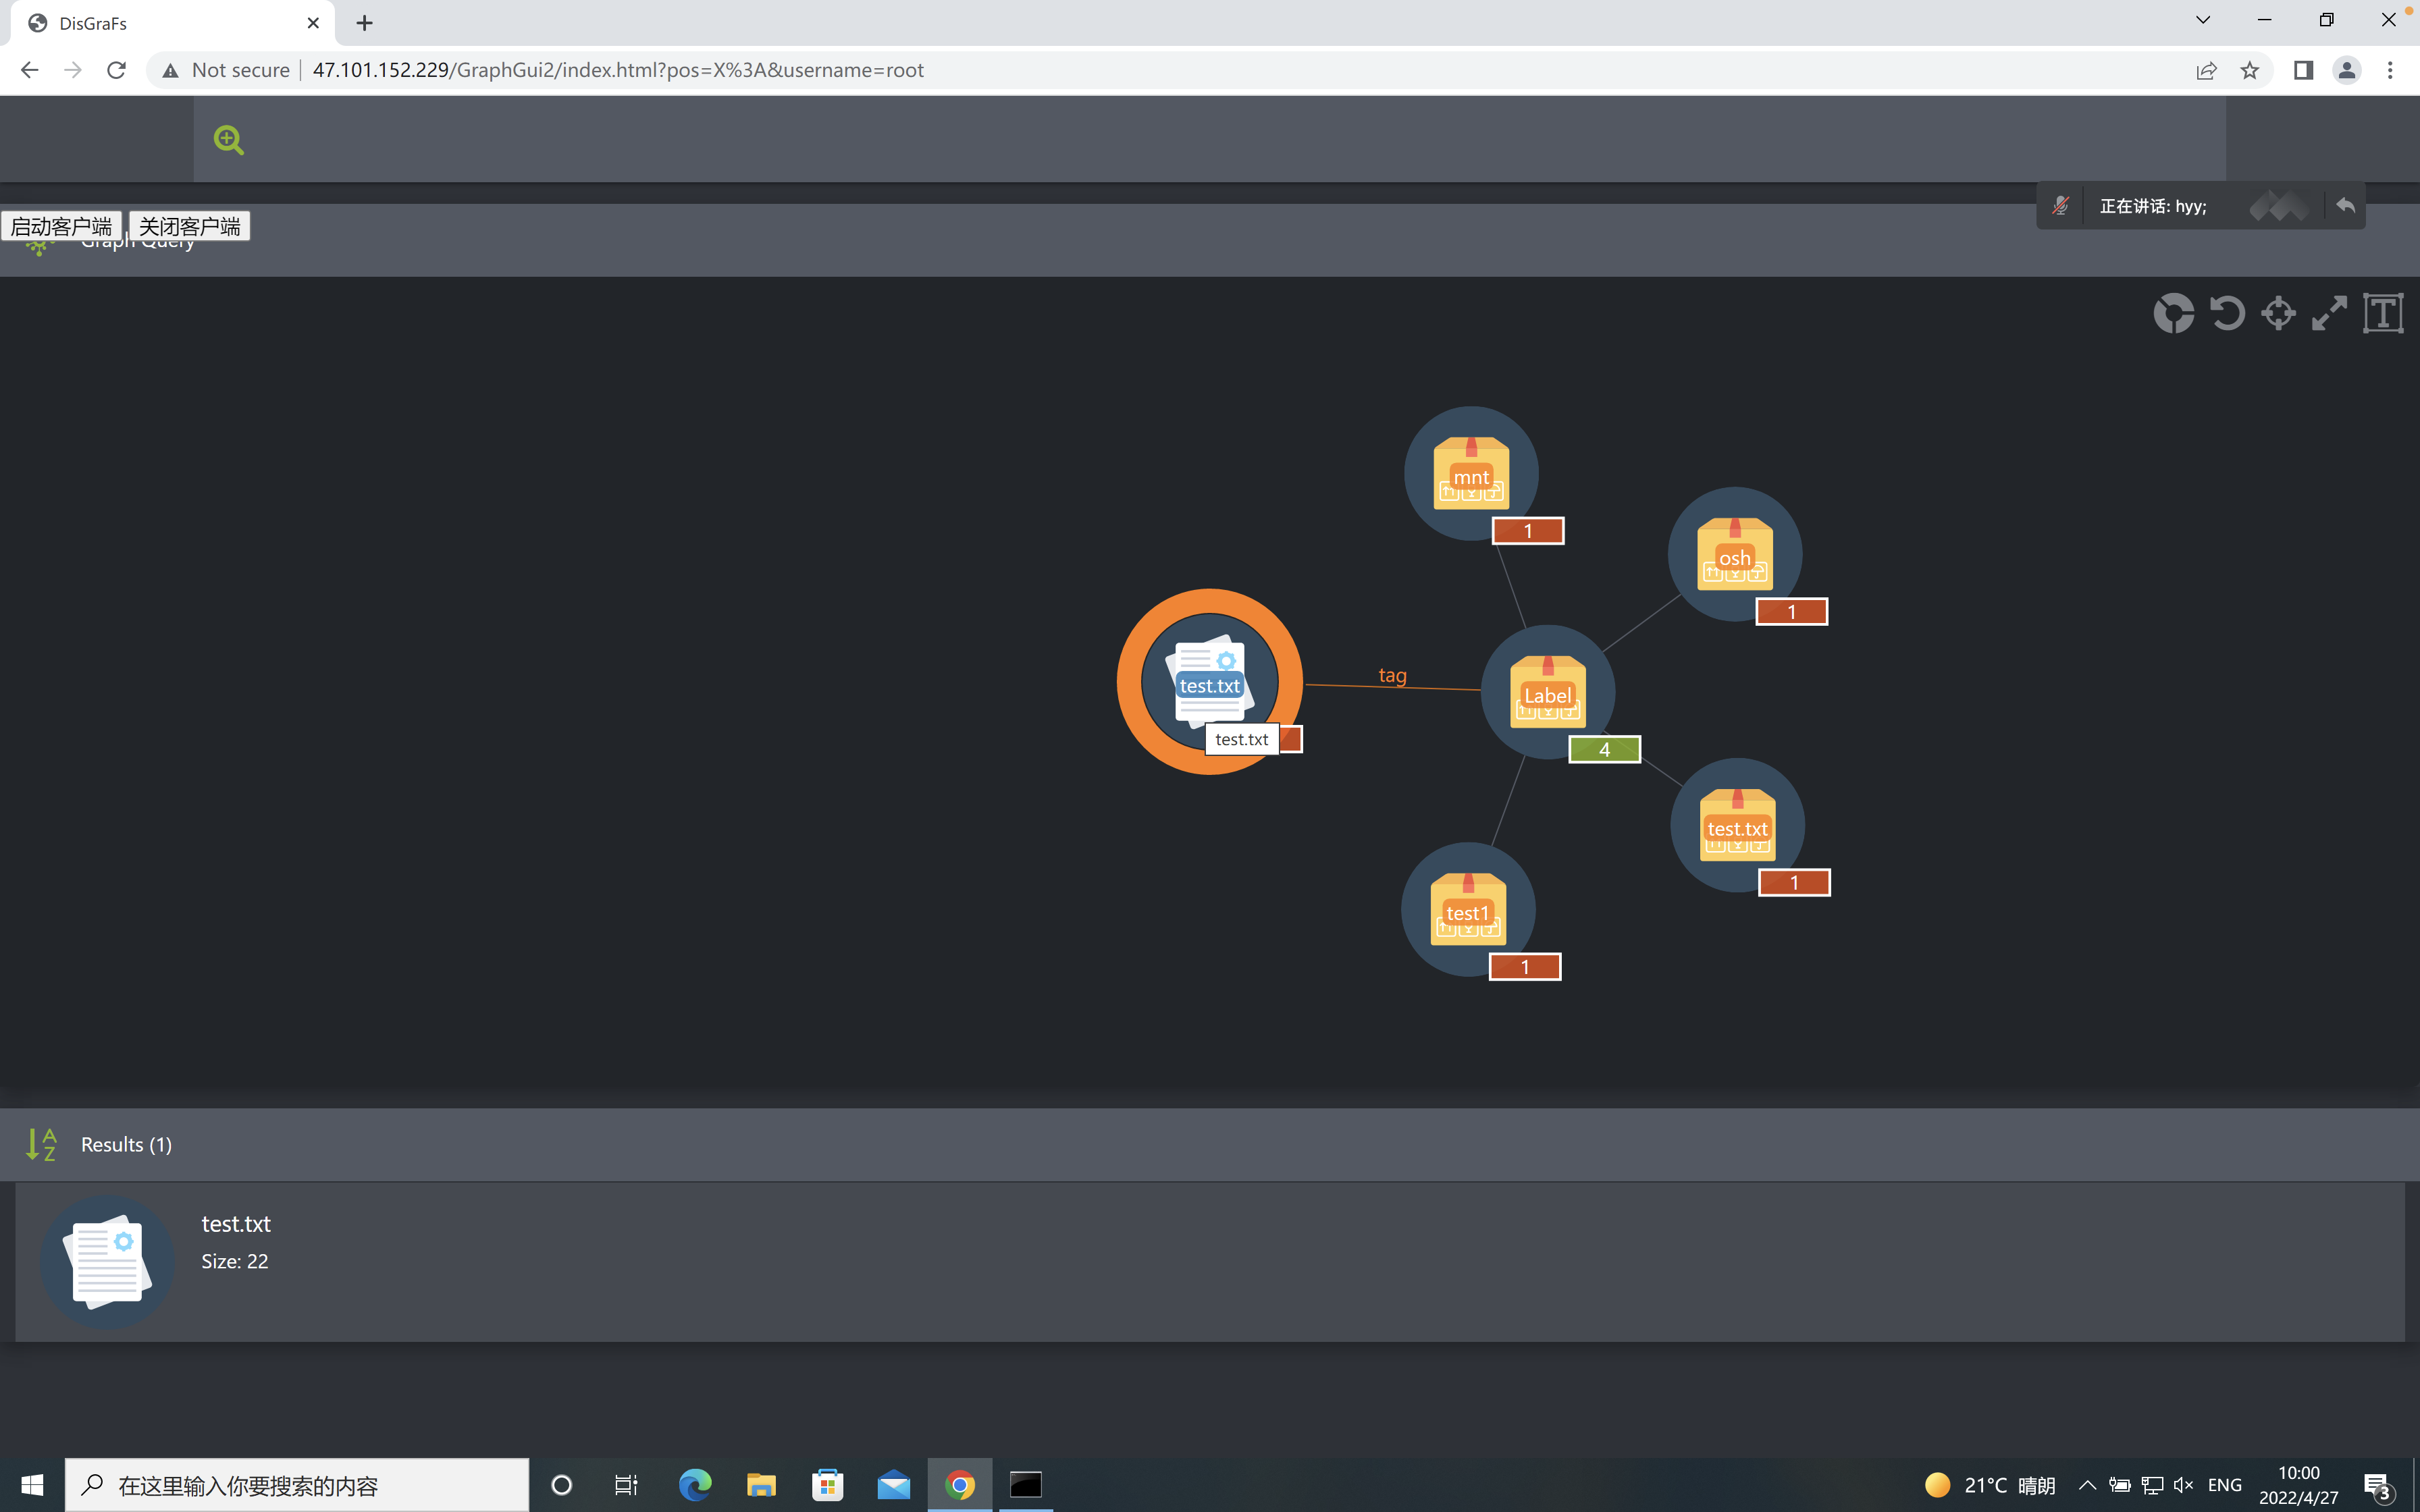 DisGraFs
Not secure 47.101.152.229/GraphGui2/index.html?pos=X%3A&username=root
正在讲话: hyy;
启动客户端 关闭客户端
Graph Query
mnt
1
osh
1
test.txt
tag
Label
test.txt
4
test.txt
1
test1
1
Results (1)
test.txt
Size: 22
在这里输入你要搜索的内容
21°C 晴朗
ENG
10:00
2022/4/27
3